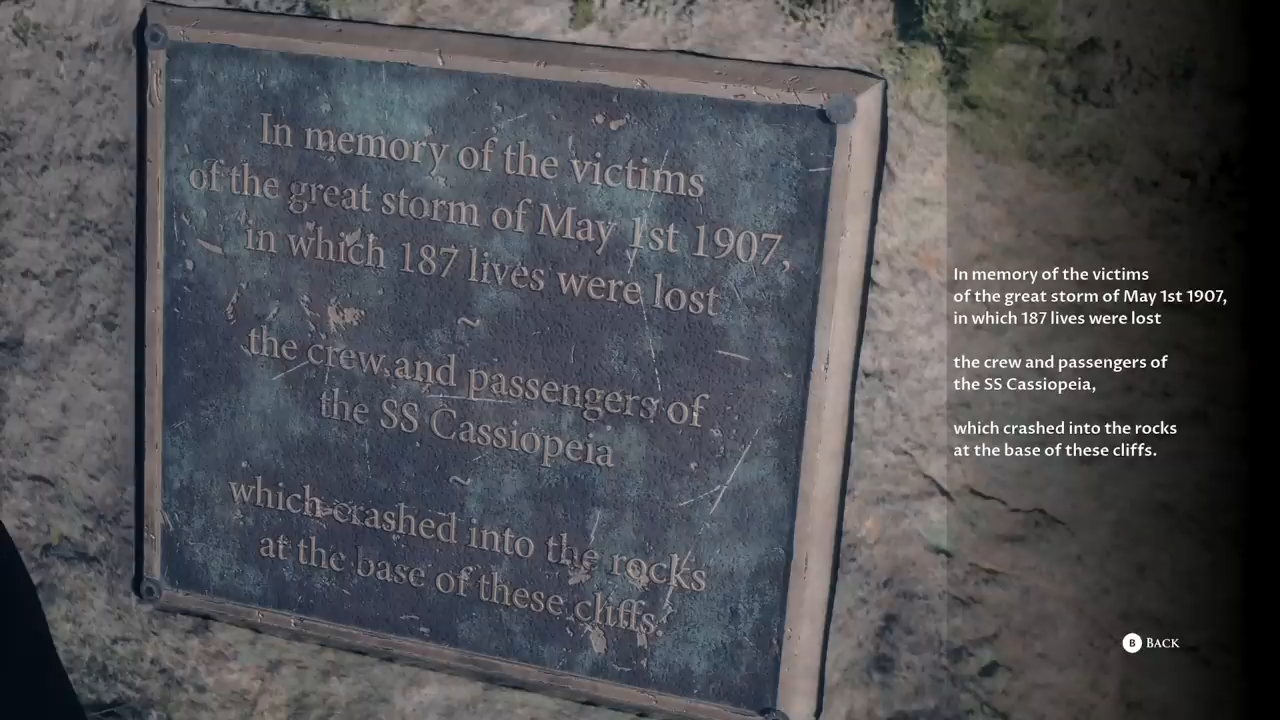 In memory of the victims
of the great storm of May 1st 1907,
in which 187 lives were lost
~
the crew and passengers of
the SS Cassiopeia
~
which crashed into the rocks
at the base of these cliffs.
In memory of the victims
of the great storm of May 1st 1907,
in which 187 lives were lost
the crew and passengers of
the SS Cassiopeia,
which crashed into the rocks
at the base of these cliffs.
B BACK